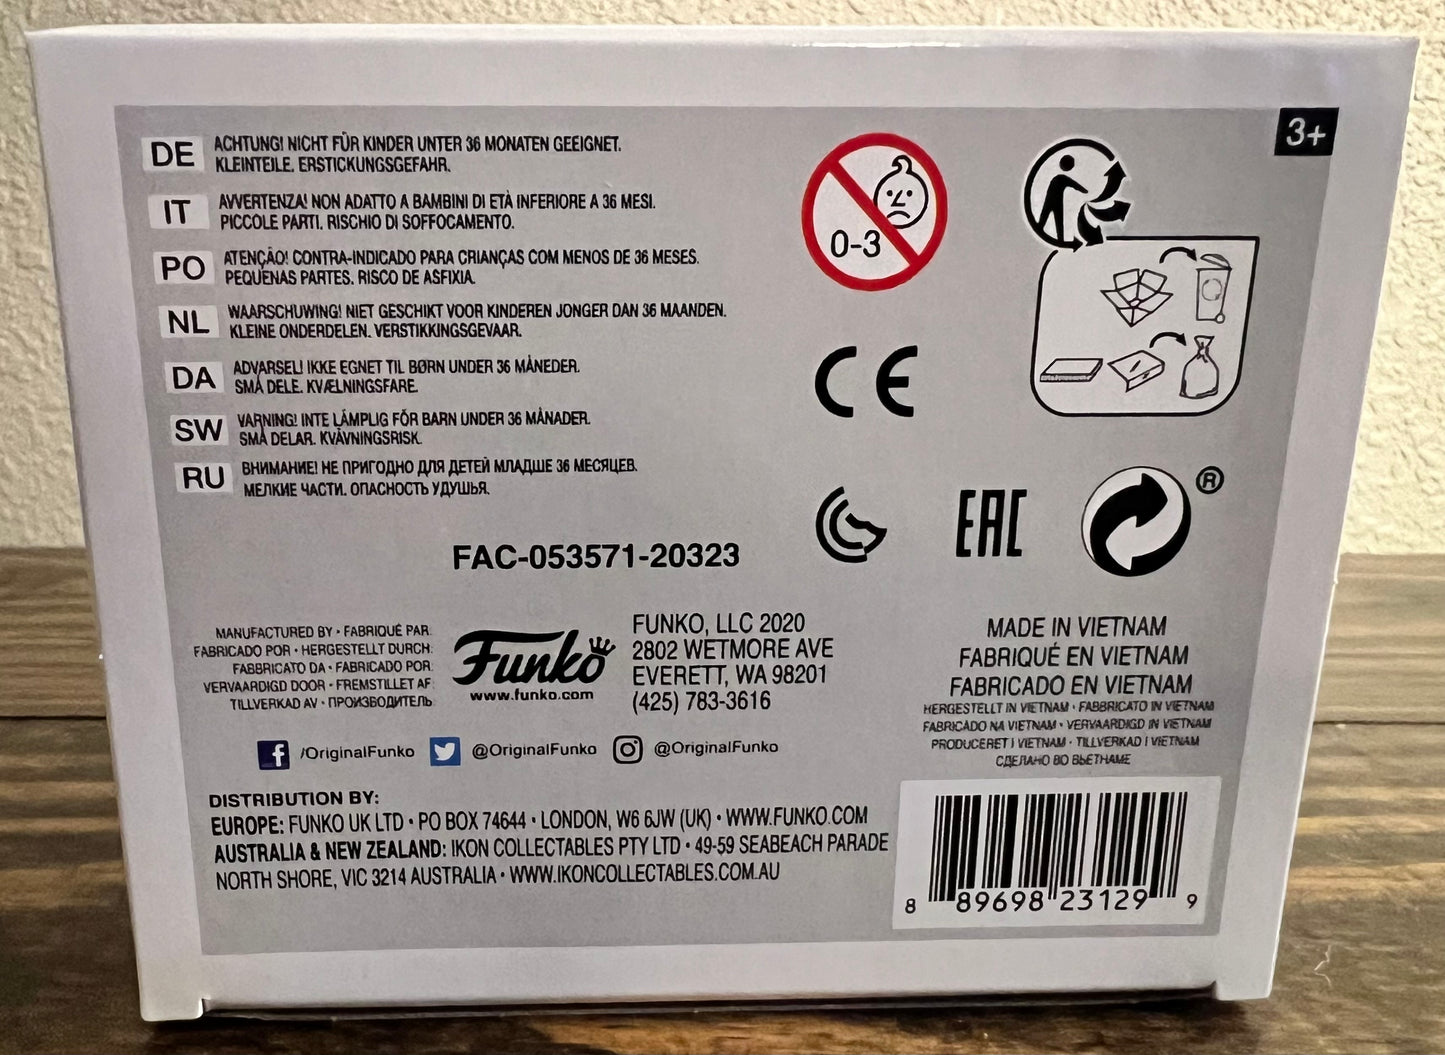 3+
DE ACHTUNG! NICHT FÜR KINDER UNTER 36 MONATEN GEEIGNET.
KLEINTEILE. ERSTICKUNGSGEFAHR.
IT AVVERTENZA! NON ADATTO A BAMBINI DI ETÀ INFERIORE A 36 MESI.
PICCOLE PARTI. RISCHIO DI SOFFOCAMENTO.
PO ATENÇÃO! CONTRA-INDICADO PARA CRIANÇAS COM MENOS DE 36 MESES.
PEQUENAS PARTES. RISCO DE ASFIXIA.
NL WAARSCHUWING! NIET GESCHIKT VOOR KINDEREN JONGER DAN 36 MAANDEN.
KLEINE ONDERDELEN. VERSTIKKINGSGEVAAR.
DA ADVARSEL! IKKE EGNET TIL BØRN UNDER 36 MÅNEDER.
SMÅ DELE. KVÆLNINGSFARE.
SW VARNING! INTE LÄMPLIG FÖR BARN UNDER 36 MÅNADER.
SMÅ DELAR. KVÄVNINGSRISK.
RU ВНИМАНИЕ! НЕ ПРИГОДНО ДЛЯ ДЕТЕЙ МЛАДШЕ 36 МЕСЯЦЕВ.
МЕЛКИЕ ЧАСТИ. ОПАСНОСТЬ УДУШЬЯ.
0-3
CE
EAC
®
FAC-053571-20323
MANUFACTURED BY • FABRIQUÉ PAR:
FABRICADO POR • HERGESTELLT DURCH:
FABBRICATO DA • FABRICADO POR:
VERVAARDIGD DOOR • FREMSTILLET AF:
TILLVERKAD AV • ПРОИЗВОДИТЕЛЬ:
Funko
www.funko.com
FUNKO, LLC 2020
2802 WETMORE AVE
EVERETT, WA 98201
(425) 783-3616
MADE IN VIETNAM
FABRIQUÉ EN VIETNAM
FABRICADO EN VIETNAM
HERGESTELLT IN VIETNAM • FABBRICATO IN VIETNAM
FABRICADO NA VIETNAM • VERVAARDIGD IN VIETNAM
PRODUCERET I VIETNAM • TILLVERKAD I VIETNAM
СДЕЛАНО ВО ВЬЕТНАМЕ
f /OriginalFunko @OriginalFunko @OriginalFunko
DISTRIBUTION BY:
EUROPE: FUNKO UK LTD • PO BOX 74644 • LONDON, W6 6JW (UK) • WWW.FUNKO.COM
AUSTRALIA & NEW ZEALAND: IKON COLLECTABLES PTY LTD • 49-59 SEABEACH PARADE
NORTH SHORE, VIC 3214 AUSTRALIA • WWW.IKONCOLLECTABLES.COM.AU
8 89698 23129 9